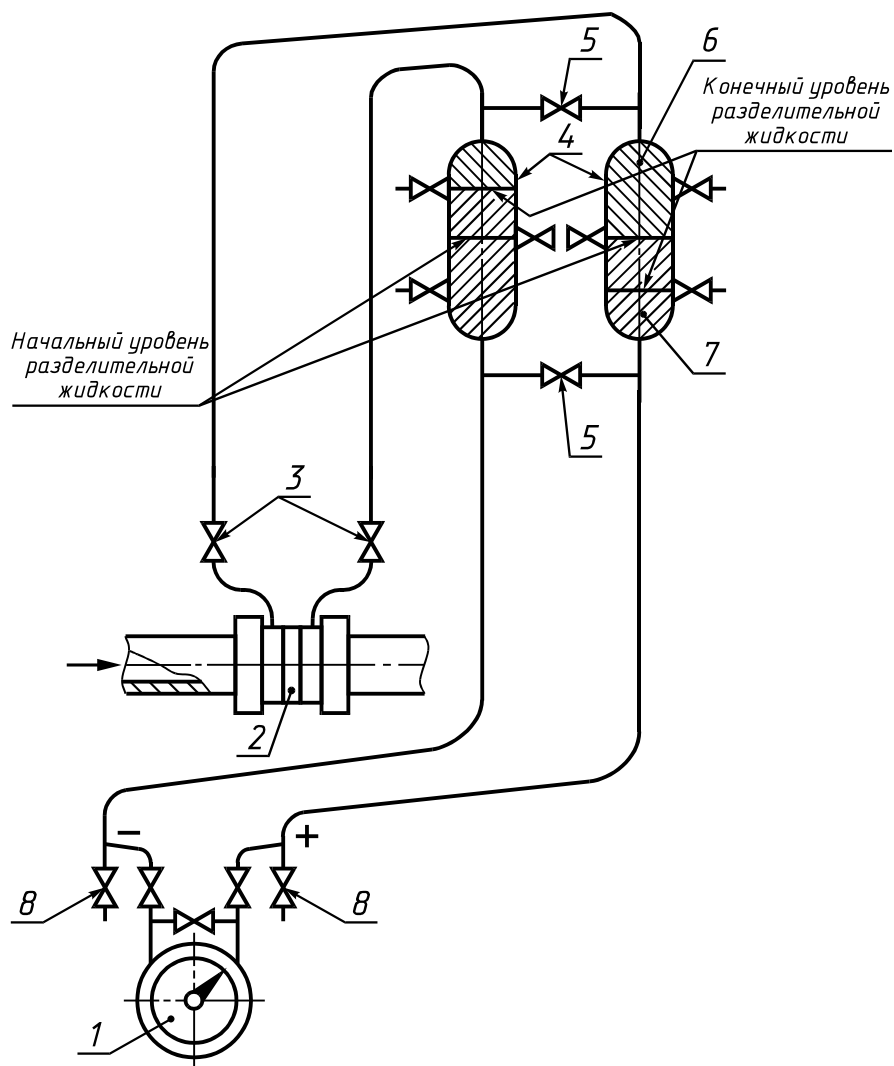 5
6
Конечный уровень
разделительной
жидкости
4
Начальный уровень
разделительной
жидкости
7
5
3
2
−
+
8
8
1